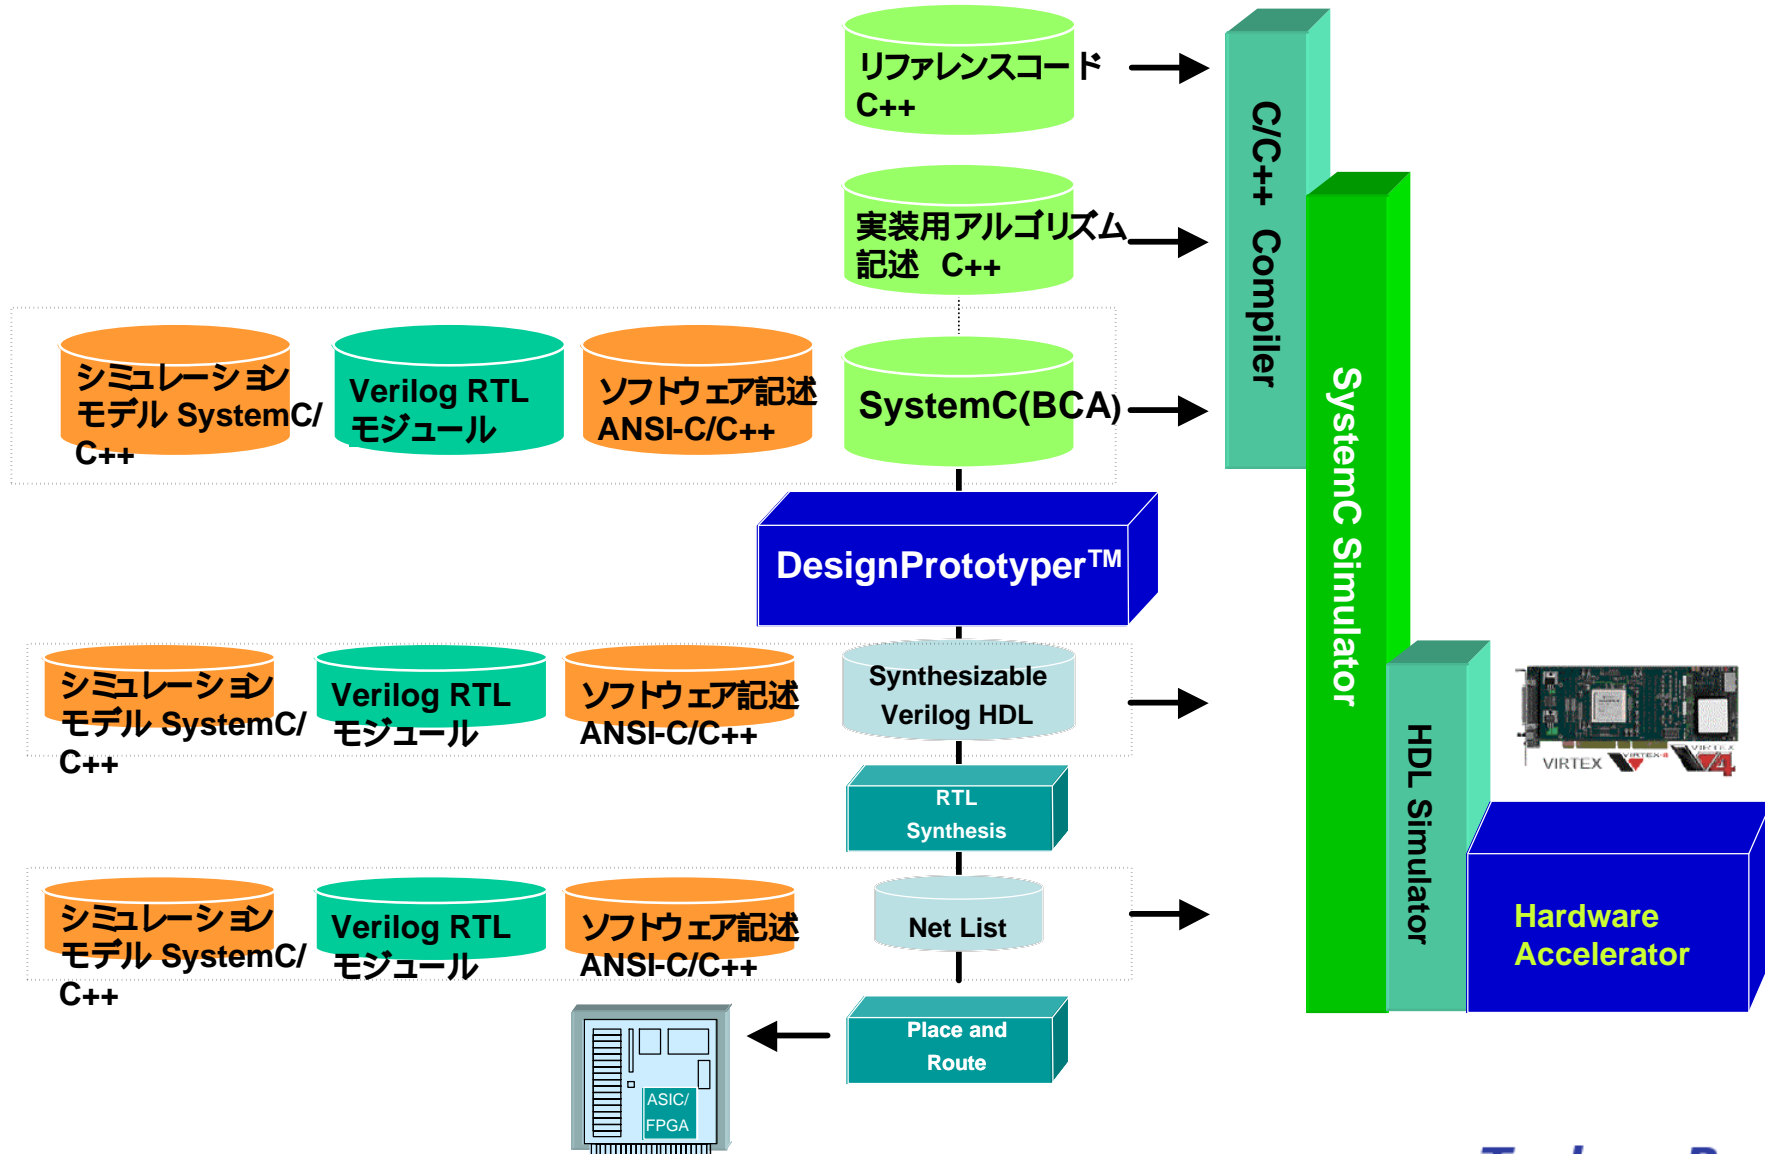 リファレンスコード
C++
実装用アルゴリズム
記述 C++
C/C++ Compiler
シミュレーション
モデル SystemC/
C++
Verilog RTL
モジュール
ソフトウェア記述
ANSI-C/C++
SystemC(BCA)
SystemC Simulator
DesignPrototyper™
シミュレーション
モデル SystemC/
C++
Verilog RTL
モジュール
ソフトウェア記述
ANSI-C/C++
Synthesizable
Verilog HDL
HDL Simulator
VIRTEX
VIRTEX-II
VIRTEX
4
RTL
Synthesis
シミュレーション
モデル SystemC/
C++
Verilog RTL
モジュール
ソフトウェア記述
ANSI-C/C++
Net List
Hardware
Accelerator
Place and
Route
ASIC/
FPGA